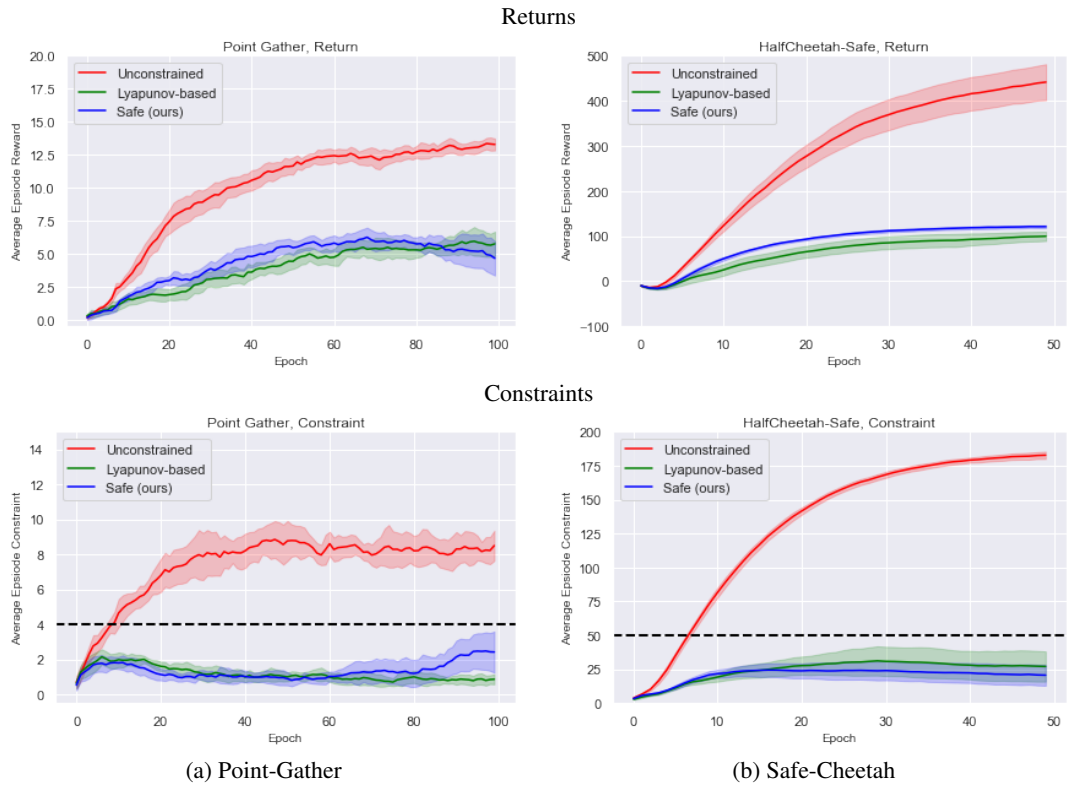 Returns
Point Gather, Return
Unconstrained
Lyapunov-based
Safe (ours)
Average Epsiode Reward
20.0
17.5
15.0
12.5
10.0
7.5
5.0
2.5
0.0
0 20 40 60 80 100
Epoch
HalfCheetah-Safe, Return
Unconstrained
Lyapunov-based
Safe (ours)
Average Epsiode Reward
500
400
300
200
100
0
−100
0 10 20 30 40 50
Epoch
Constraints
Point Gather, Constraint
Unconstrained
Lyapunov-based
Safe (ours)
Average Epsiode Constraint
14
12
10
8
6
4
2
0
0 20 40 60 80 100
Epoch
HalfCheetah-Safe, Constraint
Unconstrained
Lyapunov-based
Safe (ours)
Average Epsiode Constraint
200
175
150
125
100
75
50
25
0
0 10 20 30 40 50
Epoch
(a) Point-Gather
(b) Safe-Cheetah